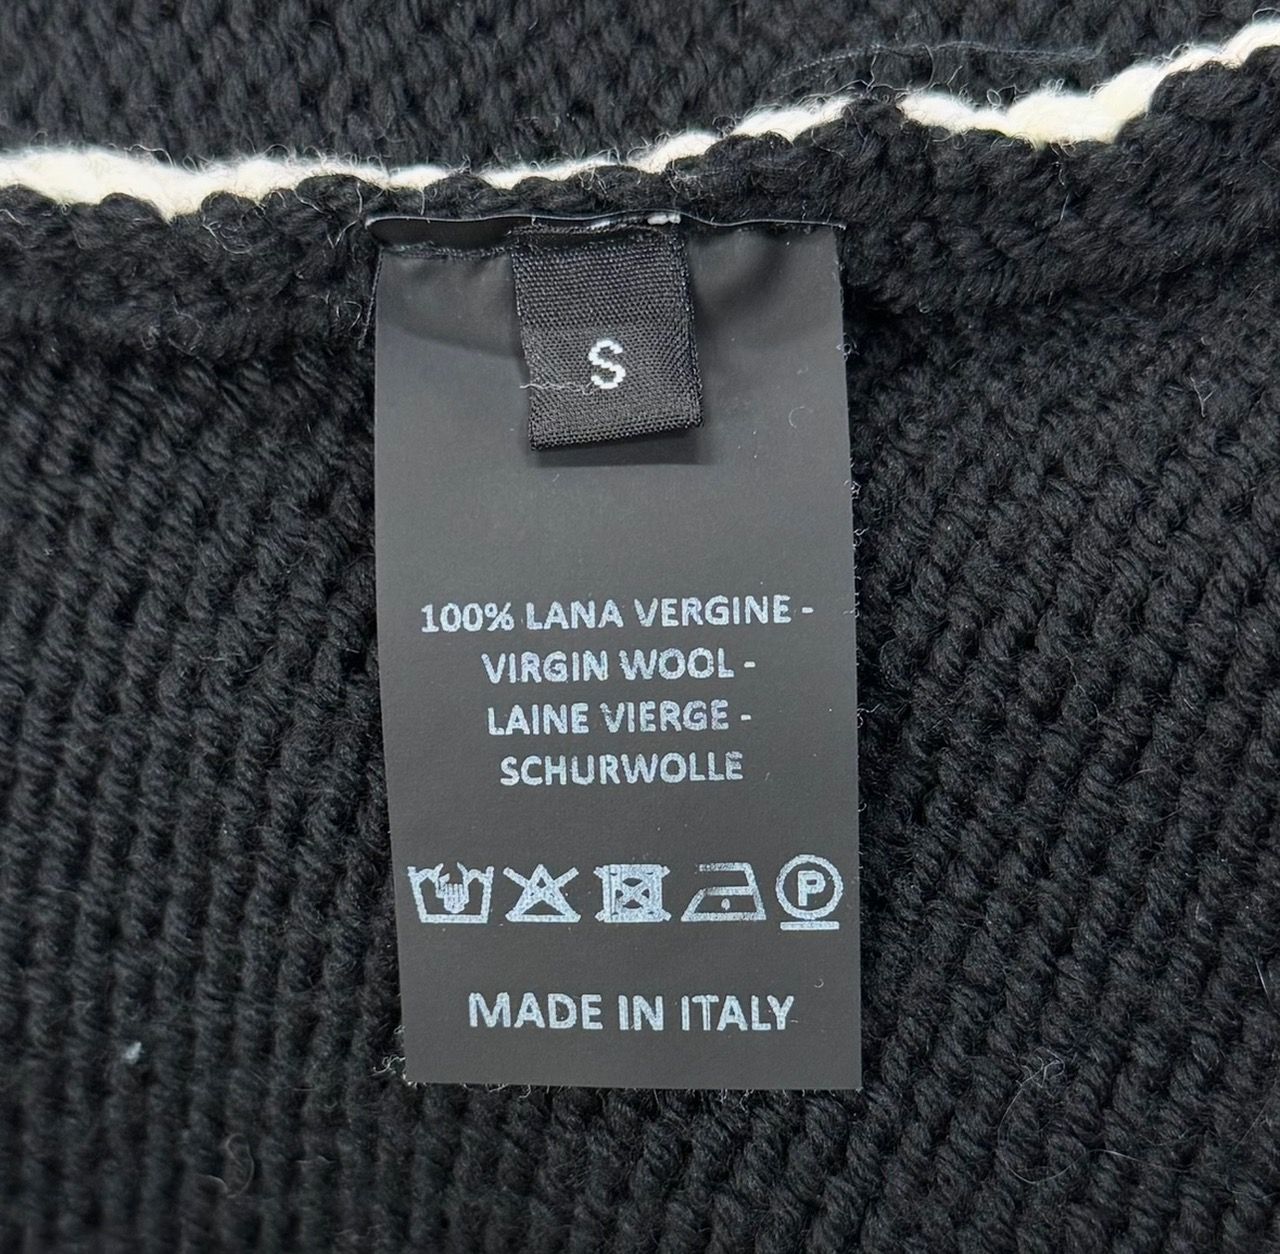 S
100% LANA VERGINE -
VIRGIN WOOL -
LAINE VIERGE -
SCHURWOLLE
P
MADE IN ITALY